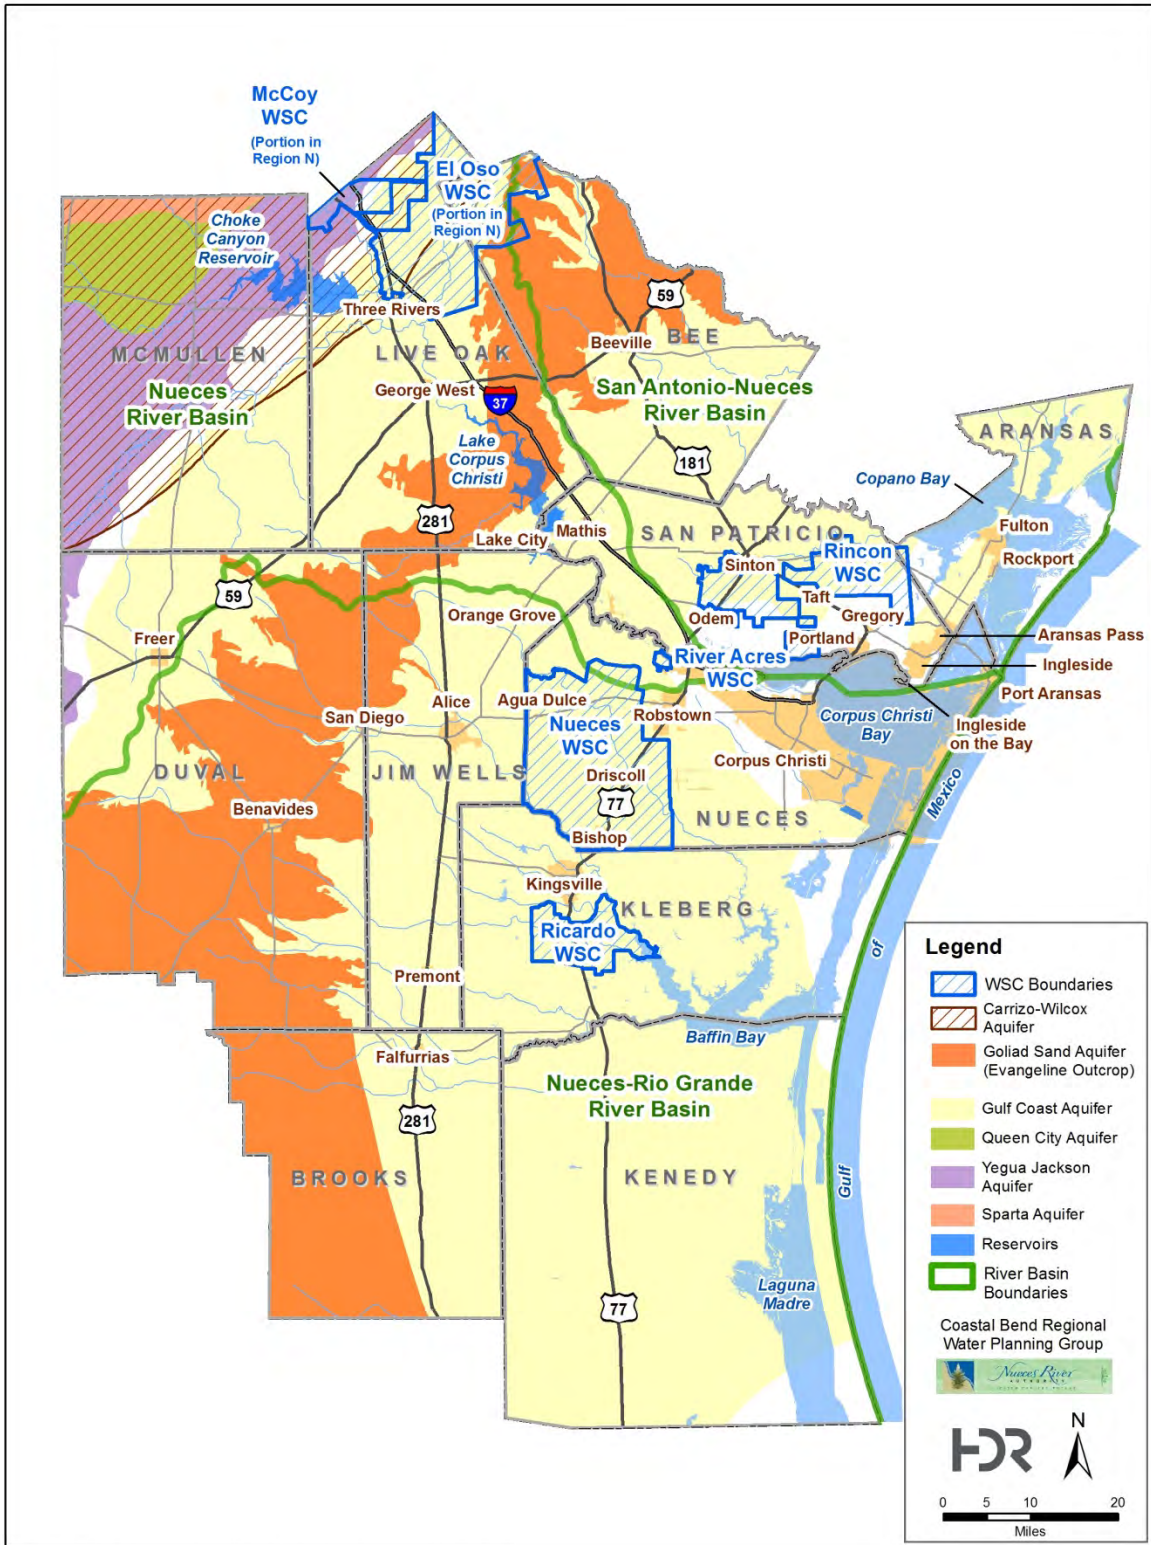 McCoy
WSC
(Portion in
Region N)
El Oso
WSC
(Portion in
Region N)
Choke
Canyon
Reservoir
59
Three Rivers
BEE
Beeville
MCMULLEN
LIVE OAK
Nueces
River Basin
George West
37
San Antonio-Nueces
River Basin
ARANSAS
Lake
Corpus
Christi
181
Copano Bay
281
Mathis
Lake City
SAN PATRICIO
Fulton
Rincon
WSC
Sinton
Rockport
59
Taft
Orange Grove
Odem
Gregory
Freer
Portland
Aransas Pass
River Acres
WSC
Ingleside
Alice
Agua Dulce
Port Aransas
San Diego
Robstown
Corpus Christi
Bay
Nueces
WSC
Ingleside
on the Bay
DUVAL
JIM WELLS
Corpus Christi
Driscoll
77
Benavides
NUECES
Bishop
Kingsville
KLEBERG
Ricardo
WSC
Premont
Gulf
of
Mexico
Baffin Bay
Falfurrias
Nueces-Rio Grande
River Basin
281
BROOKS
KENEDY
Laguna
Madre
77
Legend
WSC Boundaries
Carrizo-Wilcox
Aquifer
Goliad Sand Aquifer
(Evangeline Outcrop)
Gulf Coast Aquifer
Queen City Aquifer
Yegua Jackson
Aquifer
Sparta Aquifer
Reservoirs
River Basin
Boundaries
Coastal Bend Regional
Water Planning Group
Nueces River
AUTHORITY
HDR
N
0 5 10 20
Miles